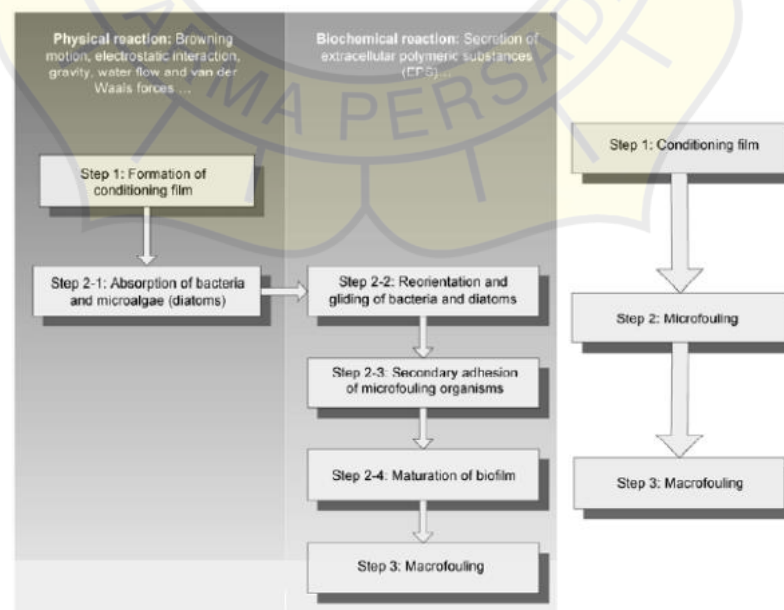 Physical reaction: Browning
motion, electrostatic interaction,
gravity, water flow and van der
Waals forces ...
Biochemical reaction: Secretion of
extracellular polymeric substances
(EPS)...
ARMA PERSADA
Step 1: Formation of
conditioning film
Step 2-1: Absorption of bacteria
and microalgae (diatoms)
Step 2-2: Reorientation and
gliding of bacteria and diatoms
Step 2-3: Secondary adhesion
of microfouling organisms
Step 2-4: Maturation of biofilm
Step 3: Macrofouling
Step 1: Conditioning film
Step 2: Microfouling
Step 3: Macrofouling